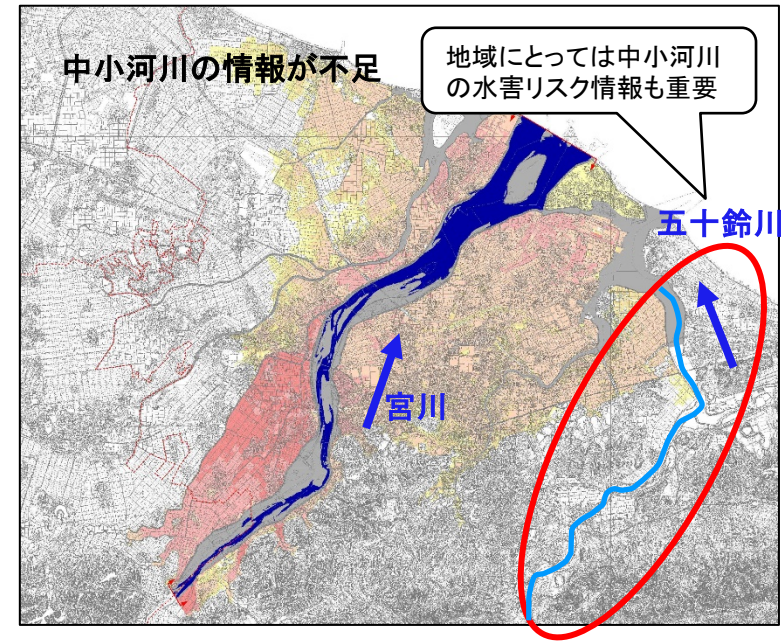 中小河川の情報が不足
地域にとっては中小河川
の水害リスク情報も重要
五十鈴川
宮川